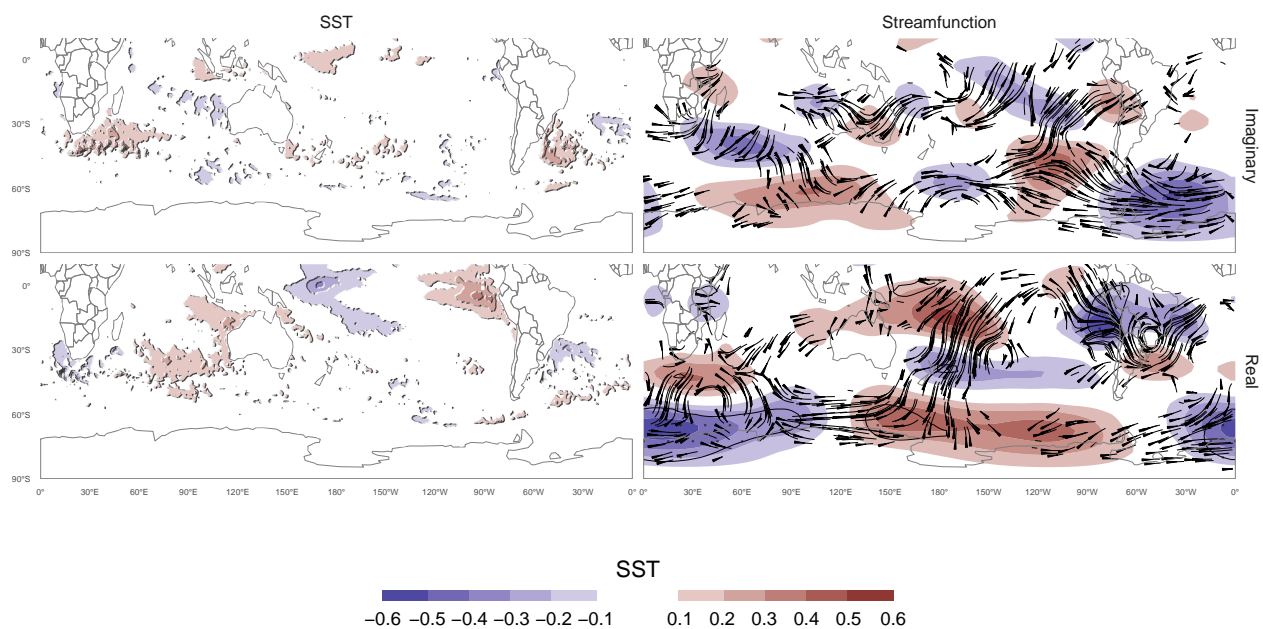 SST Streamfunction
0°
30°S
60°S
90°S
Imaginary
0°
30°S
60°S
90°S
Real
0° 30°E 60°E 90°E 120°E 150°E 180° 150°W 120°W 90°W 60°W 30°W 0° 0° 30°E 60°E 90°E 120°E 150°E 180° 150°W 120°W 90°W 60°W 30°W 0°
SST
−0.6 −0.5 −0.4 −0.3 −0.2 −0.1 0.1 0.2 0.3 0.4 0.5 0.6